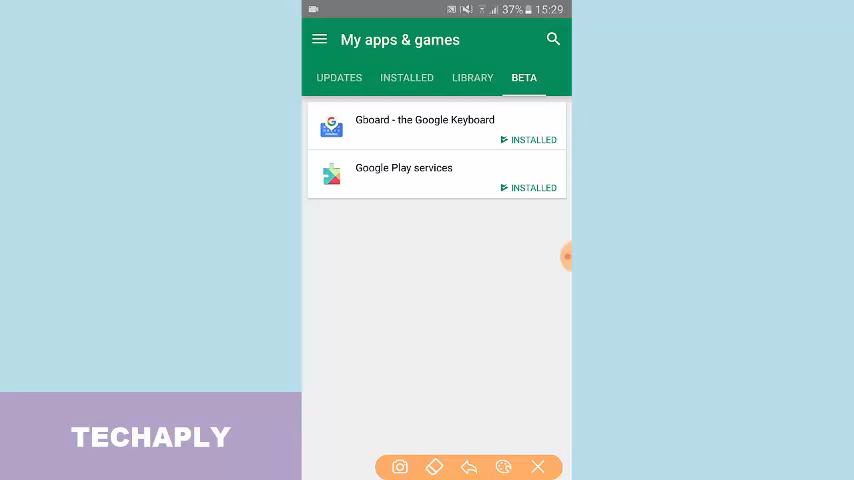 37% 15:29
My apps & games
UPDATES INSTALLED LIBRARY BETA
Gboard - the Google Keyboard
INSTALLED
Google Play services
INSTALLED
TECHAPLY